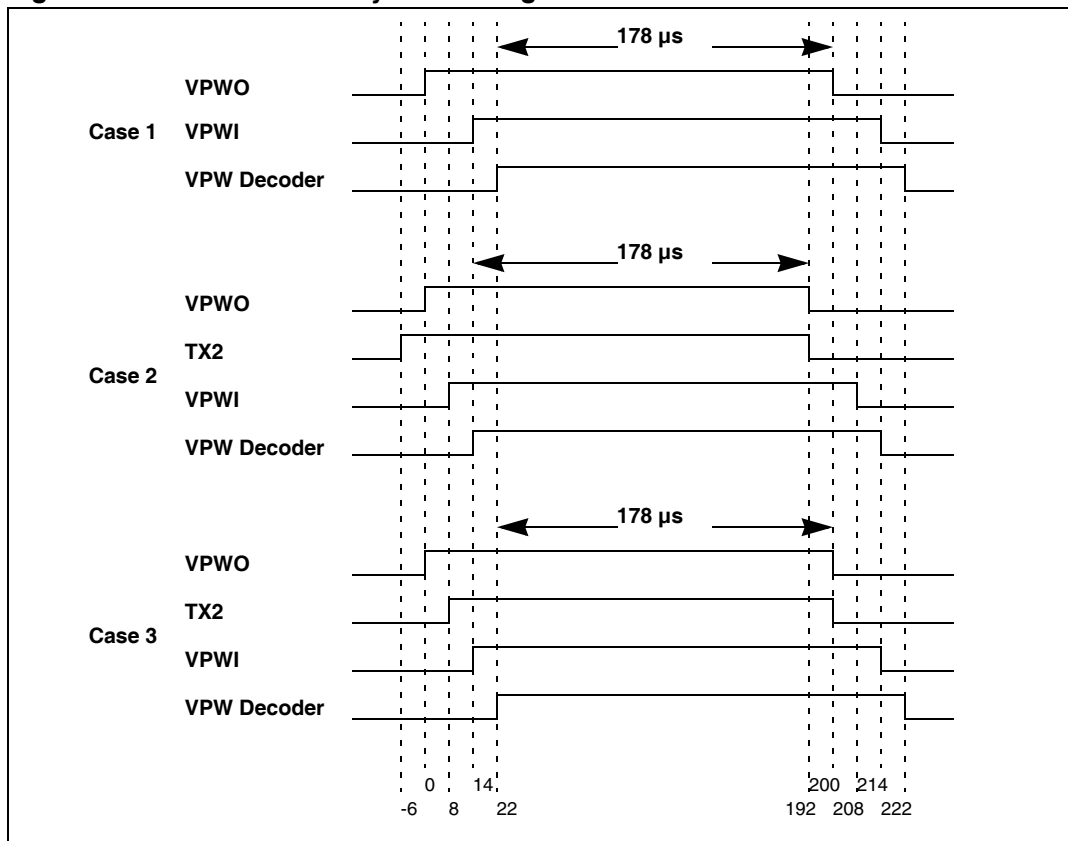 178 µs
VPWO
Case 1 VPWI
VPW Decoder
178 µs
VPWO
TX2
Case 2
VPWI
VPW Decoder
178 µs
VPWO
TX2
Case 3
VPWI
VPW Decoder
0 14 200 214
-6 8 22 192 208 222